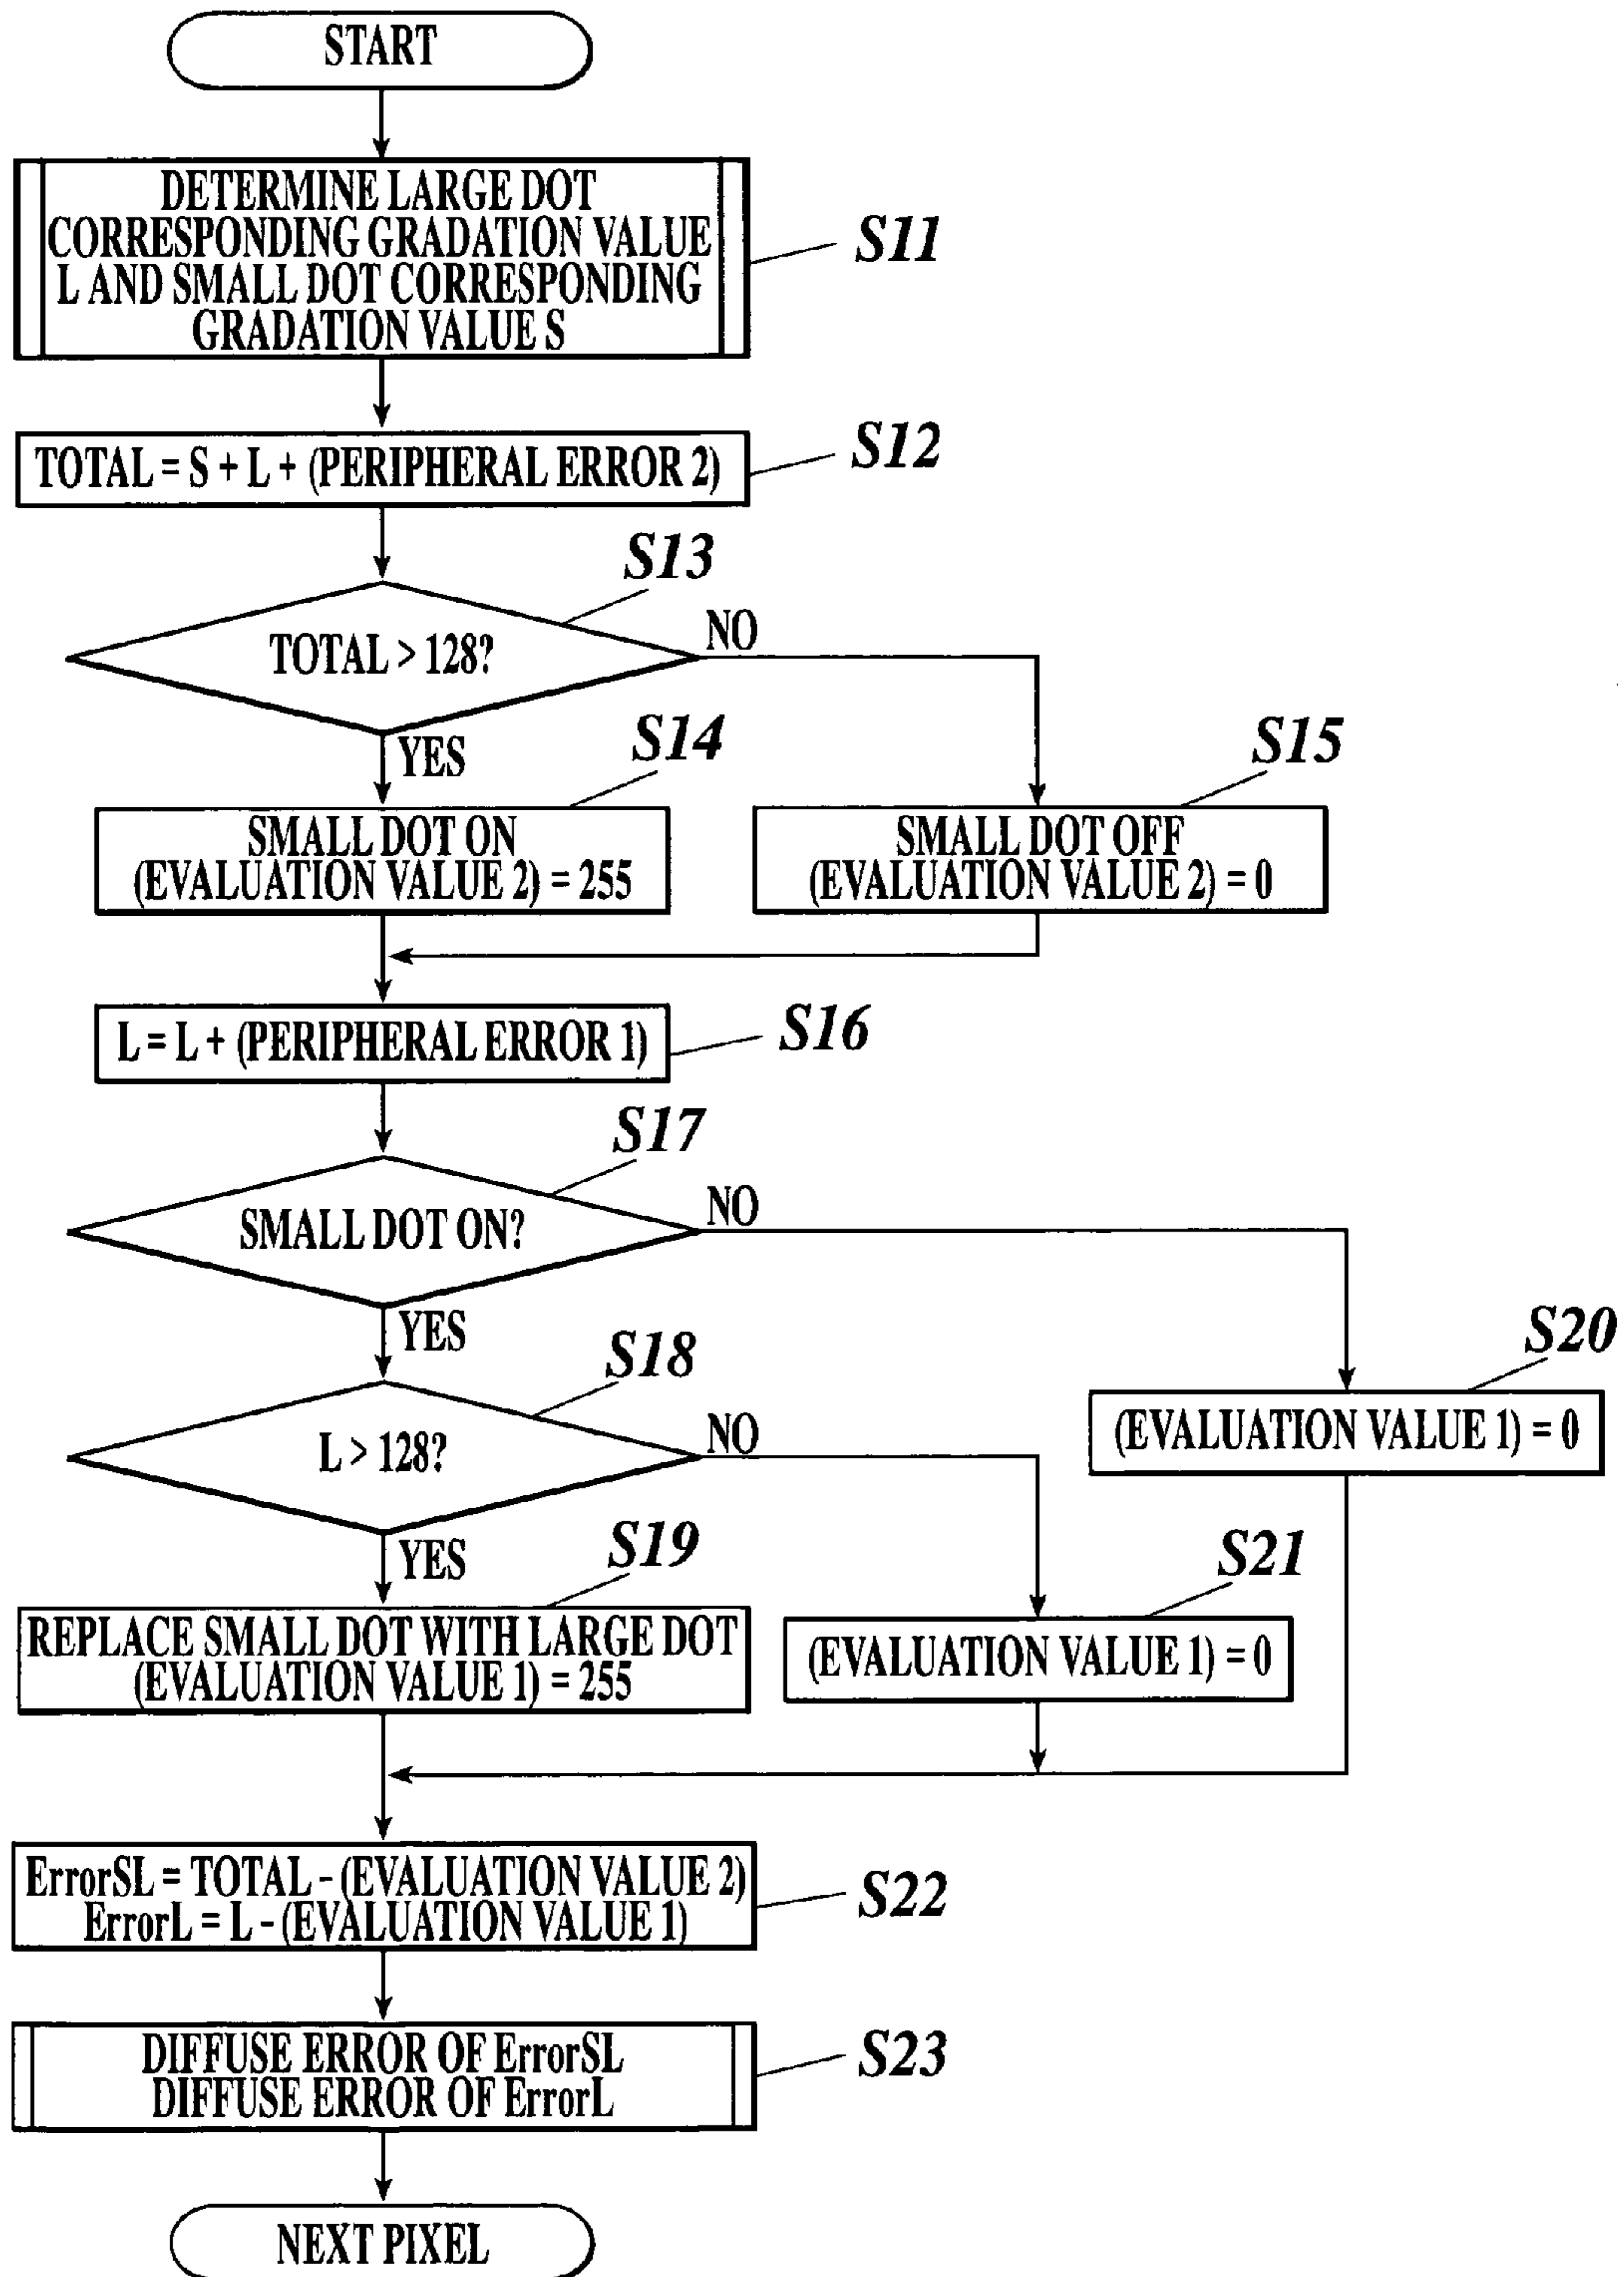 START
DETERMINE LARGE DOT
CORRESPONDING GRADATION VALUE
L AND SMALL DOT CORRESPONDING
GRADATION VALUE S
S11
TOTAL = S + L + (PERIPHERAL ERROR 2)
S12
S13
TOTAL > 128?
NO
YES
S14
SMALL DOT ON
(EVALUATION VALUE 2) = 255
S15
SMALL DOT OFF
(EVALUATION VALUE 2) = 0
L = L + (PERIPHERAL ERROR 1)
S16
S17
SMALL DOT ON?
NO
YES
S18
L > 128?
NO
YES
S20
(EVALUATION VALUE 1) = 0
S19
REPLACE SMALL DOT WITH LARGE DOT
(EVALUATION VALUE 1) = 255
S21
(EVALUATION VALUE 1) = 0
ErrorSL = TOTAL - (EVALUATION VALUE 2)
ErrorL = L - (EVALUATION VALUE 1)
S22
DIFFUSE ERROR OF ErrorSL
DIFFUSE ERROR OF ErrorL
S23
NEXT PIXEL